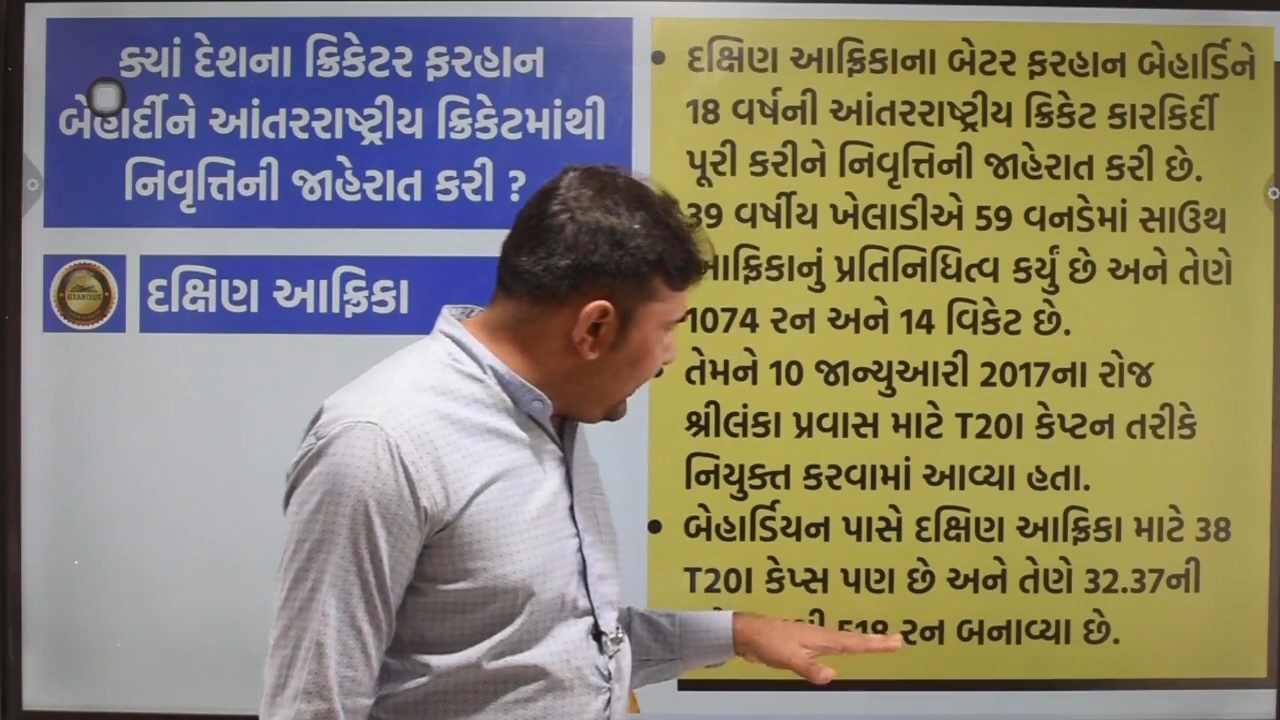 ક્યાં દેશના ક્રિકેટર ફરહાન
બેહાર્દીને આંતરરાષ્ટ્રીય ક્રિકેટમાંથી
નિવૃત્તિની જાહેરાત કરી ?
દક્ષિણ આફ્રિકા
• દક્ષિણ આફ્રિકાના બેટર ફરહાન બેહાર્ડિને
18 વર્ષની આંતરરાષ્ટ્રીય ક્રિકેટ કારકિર્દી
પૂરી કરીને નિવૃત્તિની જાહેરાત કરી છે.
39 વર્ષીય ખેલાડીએ 59 વનડેમાં સાઉથ
આફ્રિકાનું પ્રતિનિધિત્વ કર્યું છે અને તેણે
1074 રન અને 14 વિકેટ છે.
• તેમને 10 જાન્યુઆરી 2017ના રોજ
શ્રીલંકા પ્રવાસ માટે T20I કેપ્ટન તરીકે
નિયુક્ત કરવામાં આવ્યા હતા.
• બેહાર્ડિયન પાસે દક્ષિણ આફ્રિકા માટે 38
T20I કેપ્સ પણ છે અને તેણે 32.37ની
518 રન બનાવ્યા છે.